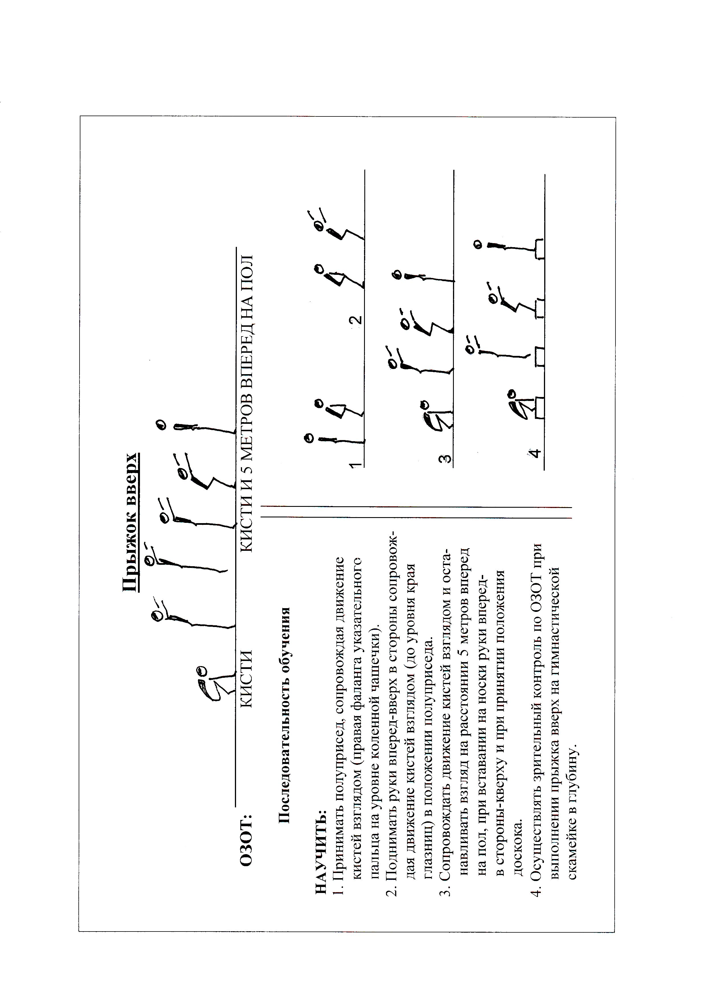 Прыжок вверх
ОЗОТ: КИСТИ КИСТИ И 5 МЕТРОВ ВПЕРЕД НА ПОЛ
Последовательность обучения
НАУЧИТЬ:
1. Принимать полуприсед, сопровождая движение
кистей взглядом (правая фаланга указательного
пальца на уровне коленной чашечки).
2. Поднимать руки вперед-вверх в стороны сопровож-
дая движение кистей взглядом (до уровня края
глазниц) в положении полуприседа.
3. Сопровождать движение кистей взглядом и оста-
навливать взгляд на расстоянии 5 метров вперед
на пол, при вставании на носки руки вперед-
в стороны-кверху и при принятии положения
доскока.
4. Осуществлять зрительный контроль по ОЗОТ при
выполнении прыжка вверх на гимнастической
скамейке в глубину.
1
2
3
4